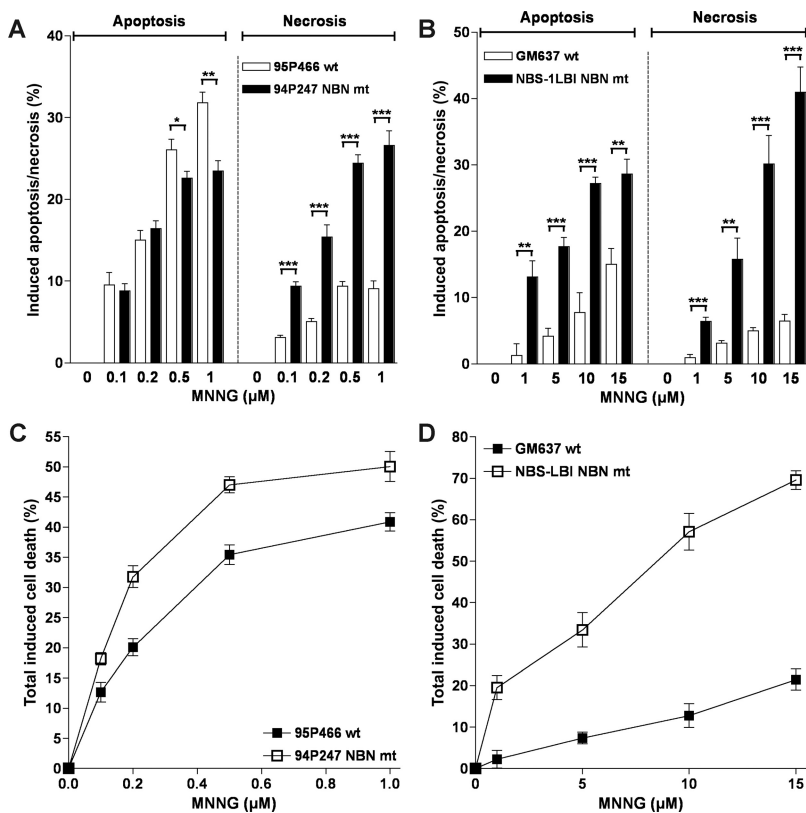 A
Apoptosis
Necrosis
95P466 wt
94P247 NBN mt
Induced apoptosis/necrosis (%)
40
30
20
10
0
*
**
***
***
***
***
0 0.1 0.2 0.5 1 0 0.1 0.2 0.5 1
MNNG (µM)
B
Apoptosis
Necrosis
GM637 wt
NBS-1LBI NBN mt
Induced apoptosis/necrosis (%)
50
40
30
20
10
0
**
***
***
**
***
**
***
***
0 1 5 10 15 0 1 5 10 15
MNNG (µM)
C
Total induced cell death (%)
55
50
45
40
35
30
25
20
15
10
5
0
95P466 wt
94P247 NBN mt
0.0 0.2 0.4 0.6 0.8 1.0
MNNG (µM)
D
GM637 wt
NBS-LBI NBN mt
Total induced cell death (%)
80
70
60
50
40
30
20
10
0
0 5 10 15
MNNG (µM)